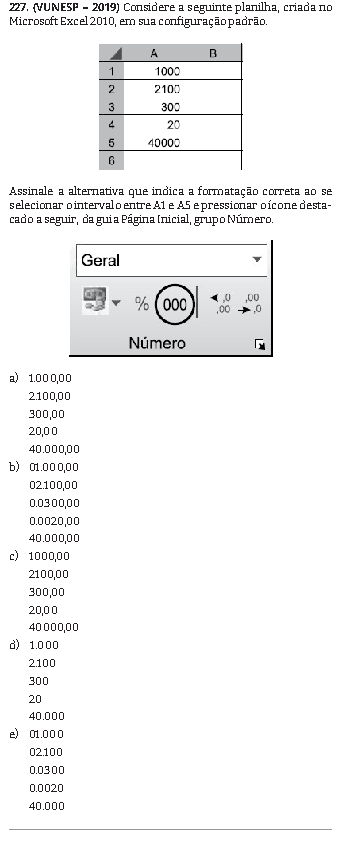 227. (VUNESP – 2019) Considere a seguinte planilha, criada no
Microsoft Excel 2010, em sua configuração padrão.
A B
1 1000
2 2100
3 300
4 20
5 40000
6
Assinale a alternativa que indica a formatação correta ao se
selecionar o intervalo entre A1 e A5 e pressionar o ícone desta-
cado a seguir, da guia Página Inicial, grupo Número.
Geral
% 000 ,0 ,00 ,00 ,0
Número
a) 1.000,00
2.100,00
300,00
20,00
40.000,00
b) 01.000,00
02.100,00
0.0300,00
0.0020,00
40.000,00
c) 1000,00
2100,00
300,00
20,00
40000,00
d) 1.000
2.100
300
20
40.000
e) 01.000
02.100
0.0300
0.0020
40.000